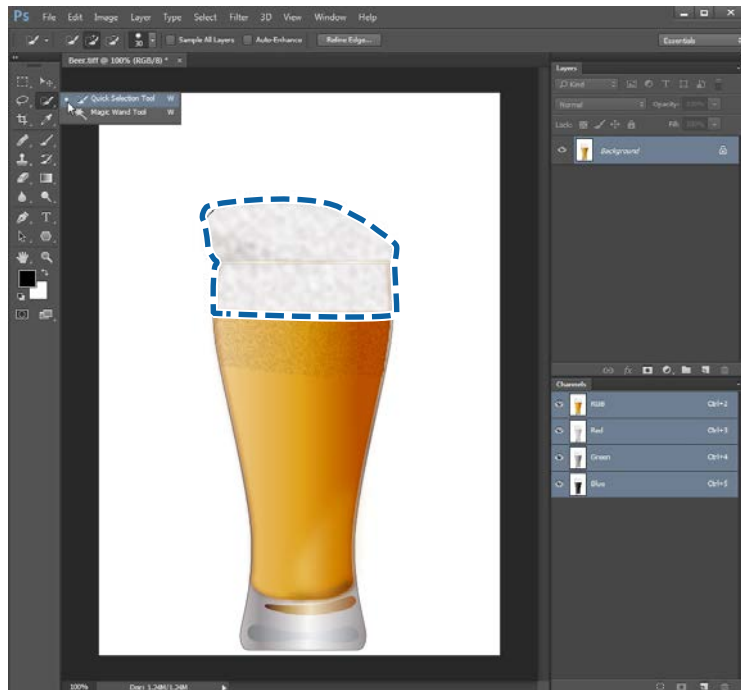 Ps File Edit Image Layer Type Select Filter 3D View Window Help
30 Sample All Layers Auto-Enhance Refine Edge... Essentials
Beer.tiff @ 100% (RGB/8) * ×
Quick Selection Tool W
Magic Wand Tool W
Layers
Kind
Normal Opacity: 100%
Lock: Fill: 100%
Background
Channels
RGB Ctrl+2
Red Ctrl+3
Green Ctrl+4
Blue Ctrl+5
100% Doc: 1.24M/1.24M